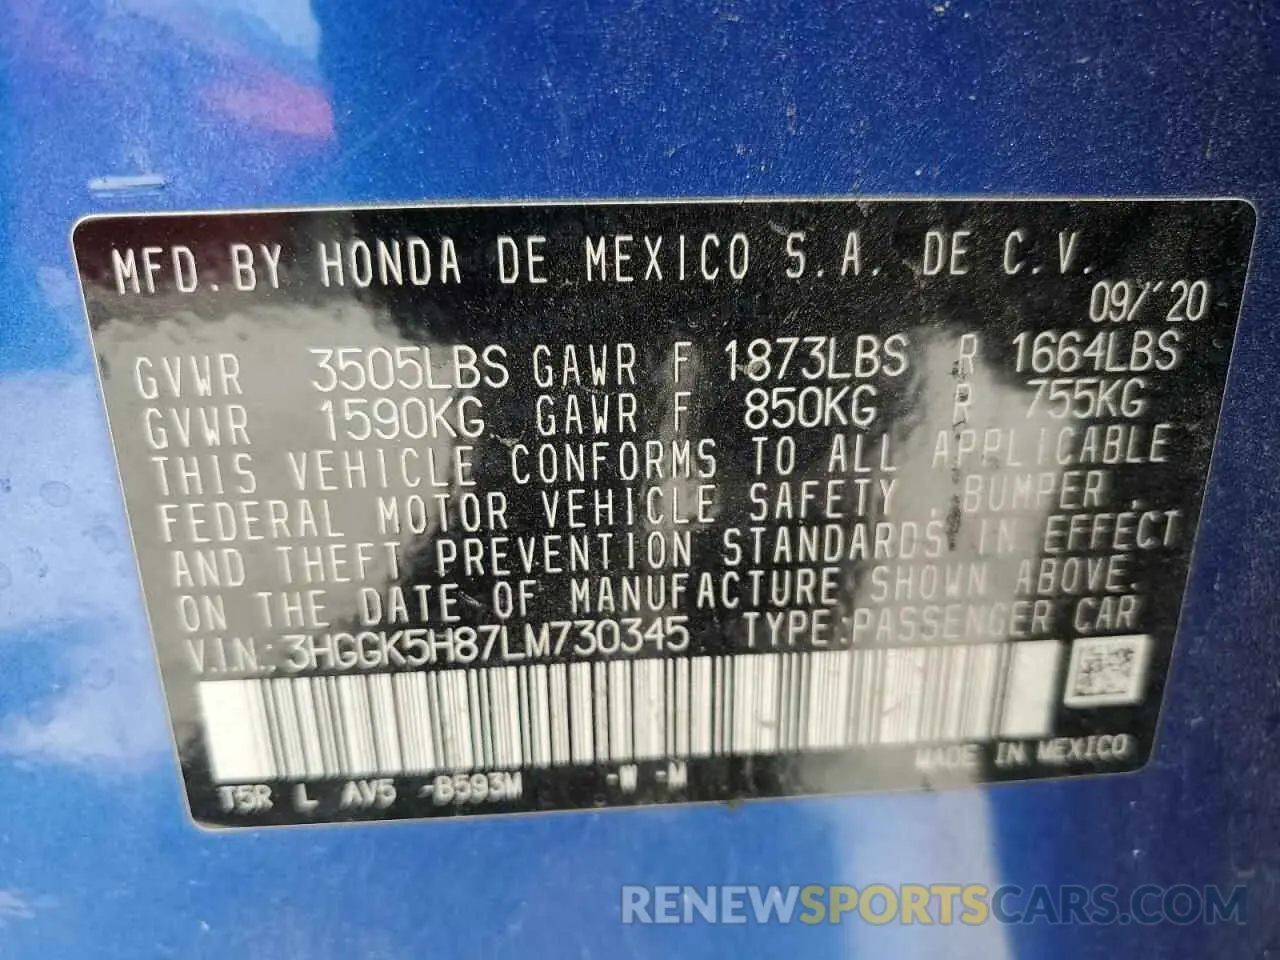 MFD.BY HONDA DE MEXICO S.A. DE C.V.
09/'20
GVWR 3505LBS GAWR F 1873LBS R 1664LBS
GVWR 1590KG GAWR F 850KG R 755KG
THIS VEHICLE CONFORMS TO ALL APPLICABLE
FEDERAL MOTOR VEHICLE SAFETY, BUMPER,
AND THEFT PREVENTION STANDARDS IN EFFECT
ON THE DATE OF MANUFACTURE SHOWN ABOVE.
V.I.N.: 3HGGK5H87LM730345 TYPE:PASSENGER CAR
MADE IN MEXICO
T5R L AV5 -B593M -W -M
RENEWSPORTSCARS.COM/20